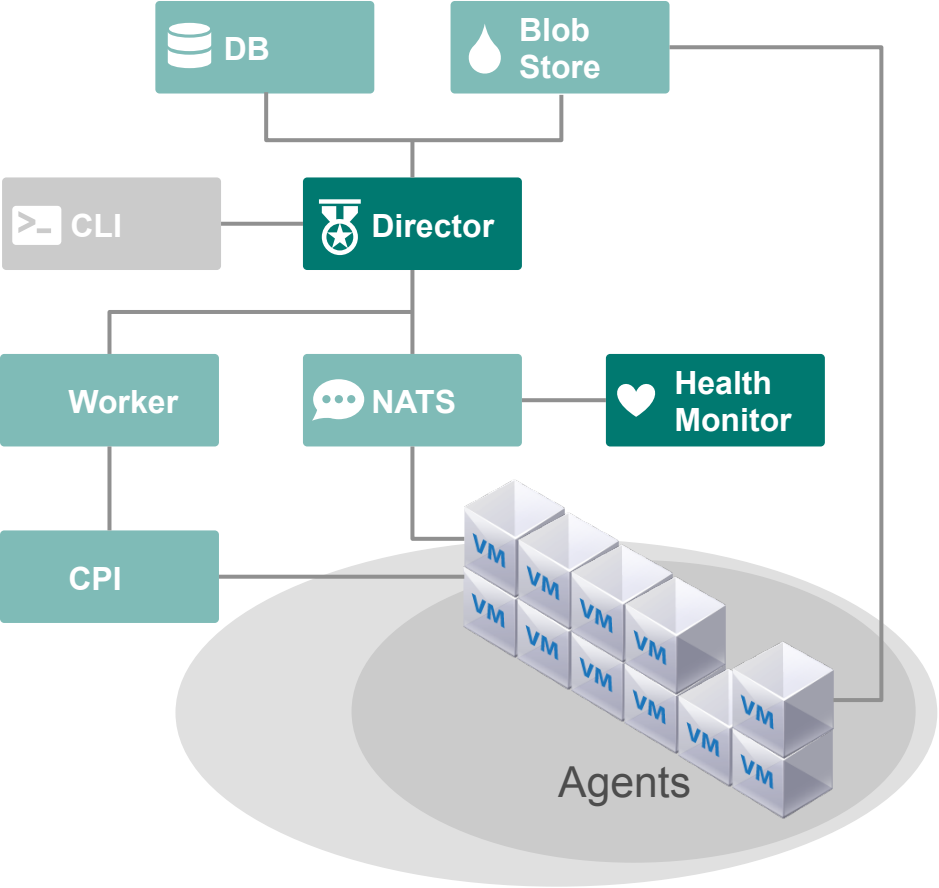 DB
Blob
Store
CLI
Director
Worker
NATS
Health
Monitor
CPI
VM
VM
VM
VM
VM
VM
VM
VM
VM
VM
VM
VM
Agents